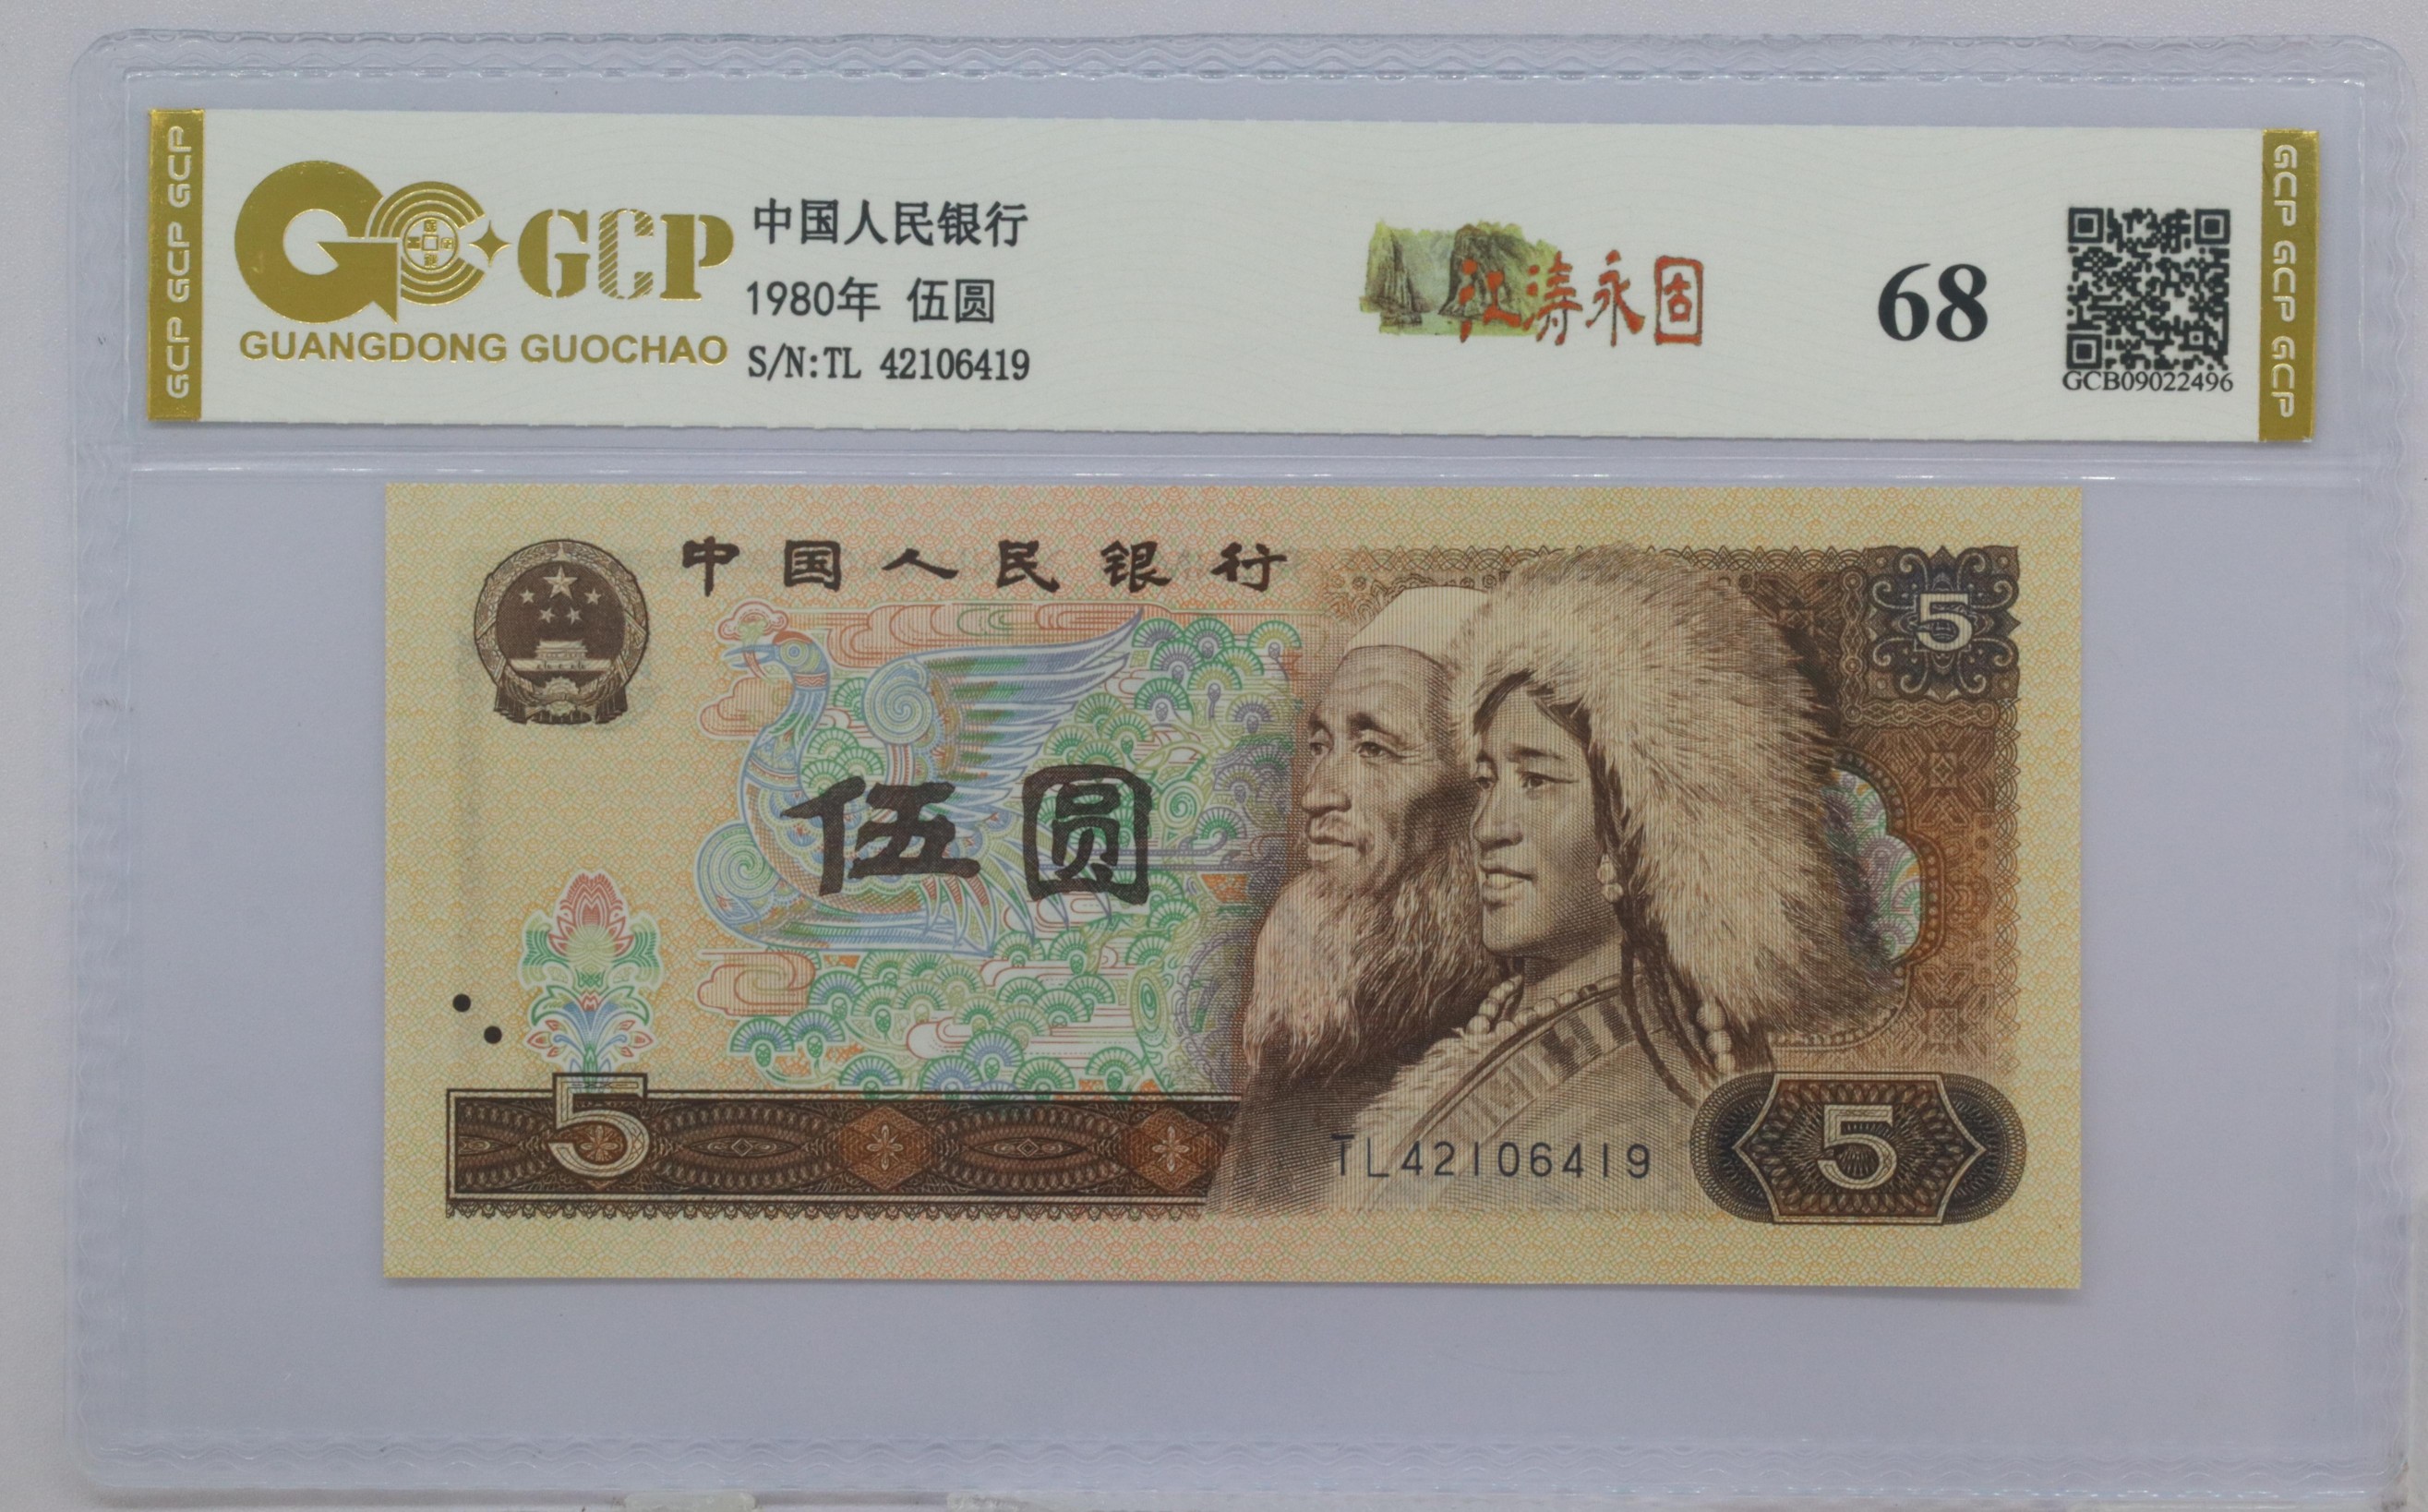 GCP GCP GCP
GCP
GUANGDONG GUOCHAO
中国人民银行
1980年 伍圆
S/N:TL 42106419
江涛永固
68
GCB09022496
GCP GCP GCP
中国人民银行
5
伍圆
5
TL42106419
5